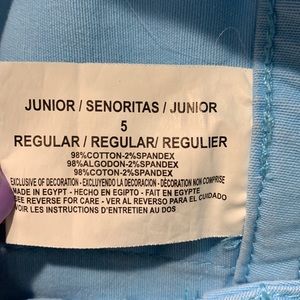 JUNIOR / SENORITAS / JUNIOR
5
REGULAR / REGULAR/ REGULIER
98%COTTON-2%SPANDEX
98%ALGODON-2%SPANDEX
98%COTON-2%SPANDEX
EXCLUSIVE OF DECORATION - EXCLUYENDO LA DECORACION - DÉCORATION NON COMPRISE
MADE IN EGYPT - HECHO EN EGIPTO - FAIT EN EGYPTE
SEE REVERSE FOR CARE - VER AL REVERSO PARA EL CUIDADO
VOIR LES INSTRUCTIONS D'ENTRETIEN AU DOS